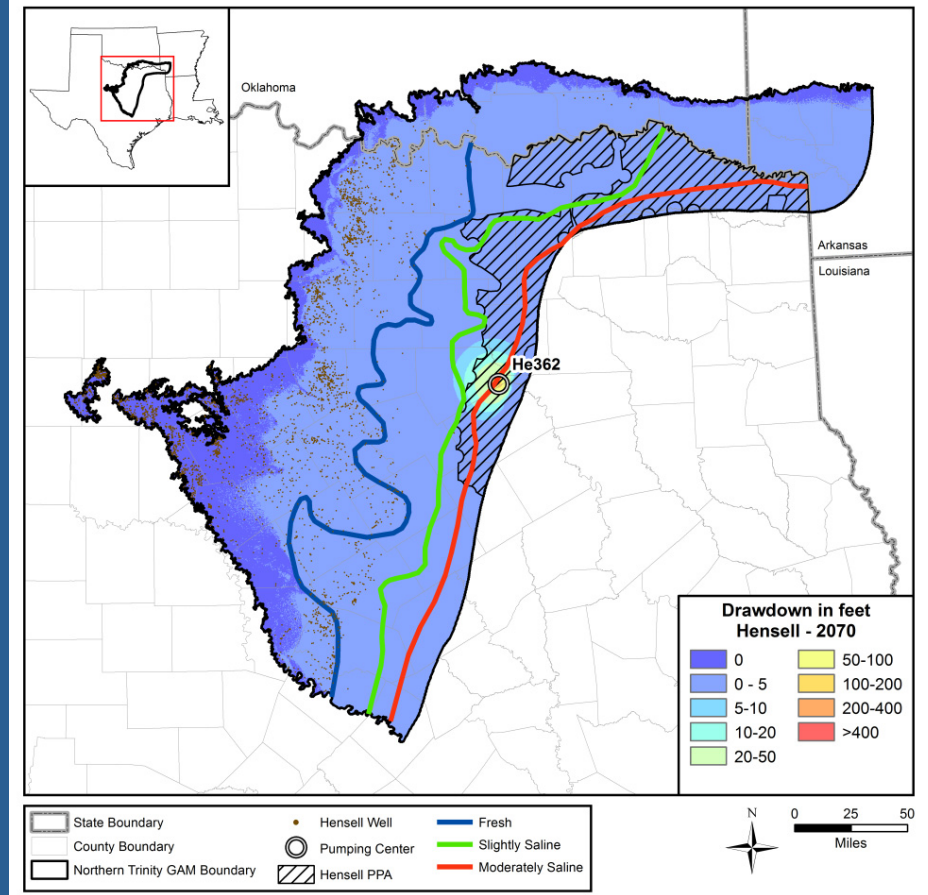 Oklahoma
Arkansas
Louisiana
He362
Drawdown in feet
Hensell - 2070
0
50-100
0 - 5
100-200
5-10
200-400
10-20
>400
20-50
State Boundary
Hensell Well
Fresh
County Boundary
Pumping Center
Slightly Saline
Northern Trinity GAM Boundary
Hensell PPA
Moderately Saline
N
0 25 50
Miles